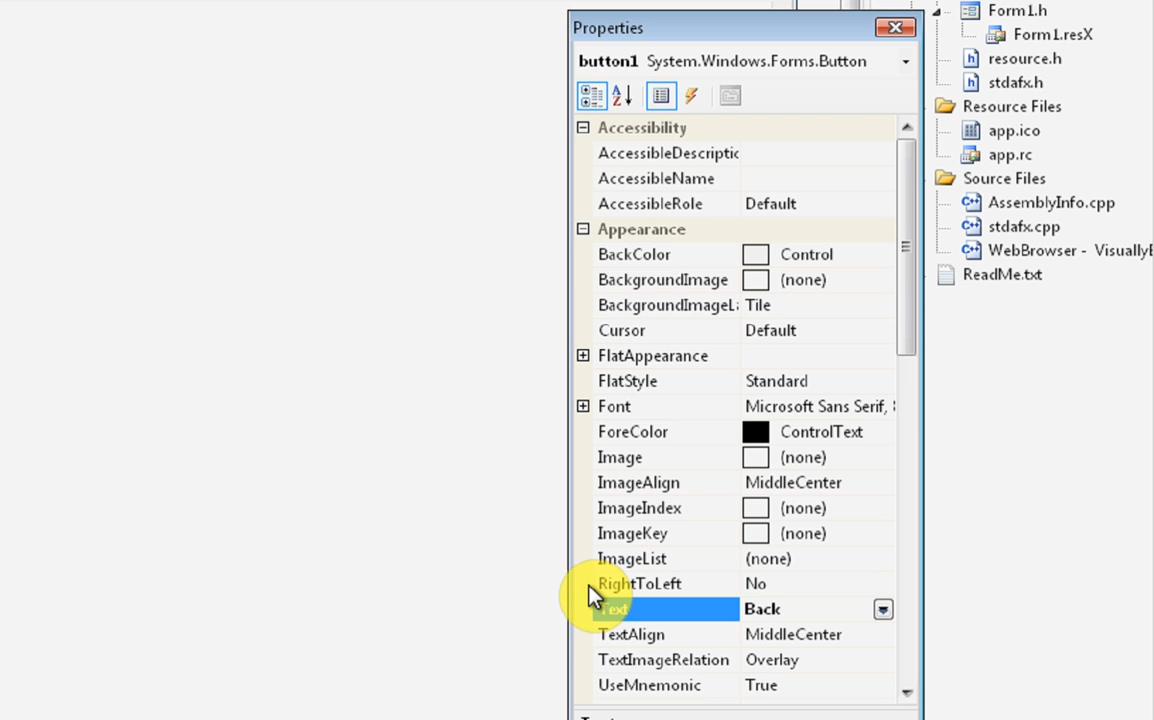 Properties
button1 System.Windows.Forms.Button
A
Z
Accessibility
AccessibleDescriptic
AccessibleName
AccessibleRole Default
Appearance
BackColor Control
BackgroundImage (none)
BackgroundImageLa Tile
Cursor Default
FlatAppearance
FlatStyle Standard
Font Microsoft Sans Serif,
ForeColor ControlText
Image (none)
ImageAlign MiddleCenter
ImageIndex (none)
ImageKey (none)
ImageList (none)
RightToLeft No
Text Back
TextAlign MiddleCenter
TextImageRelation Overlay
UseMnemonic True
Form1.h
Form1.resX
h resource.h
h stdafx.h
Resource Files
app.ico
app.rc
Source Files
C++ AssemblyInfo.cpp
C++ stdafx.cpp
C++ WebBrowser - Visually
ReadMe.txt